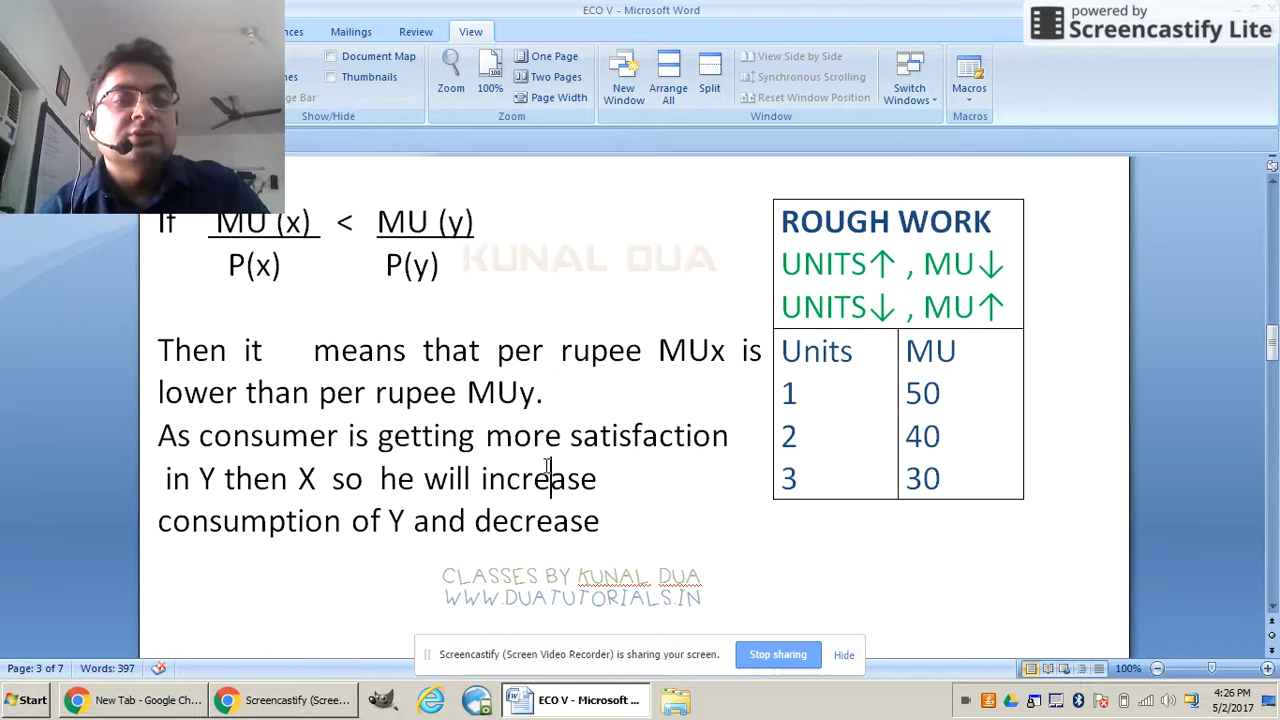 ECO V - Microsoft Word
powered by
Screencastify Lite
Mailings
Review
View
Document Map
Thumbnails
Show/Hide
Zoom
100%
One Page
Two Pages
Page Width
Zoom
New Window
Arrange All
Split
View Side by Side
Synchronous Scrolling
Reset Window Position
Window
Switch Windows
Macros
Macros
If MU (x) < MU (y)
P(x) P(y)
KUNAL DUA
Then it means that per rupee MUx is
lower than per rupee MUy.
As consumer is getting more satisfaction
in Y then X so he will increase
consumption of Y and decrease
ROUGH WORK
UNITS↑ , MU↓
UNITS↓ , MU↑
Units MU
1 50
2 40
3 30
CLASSES BY KUNAL DUA
WWW.DUATUTORIALS.IN
Screencastify (Screen Video Recorder) is sharing your screen.
Stop sharing
Hide
Page: 3 of 7
Words: 397
100%
Start
New Tab - Google Ch...
Screencastify (Scree...
ECO V - Microsoft ...
4:26 PM
5/2/2017